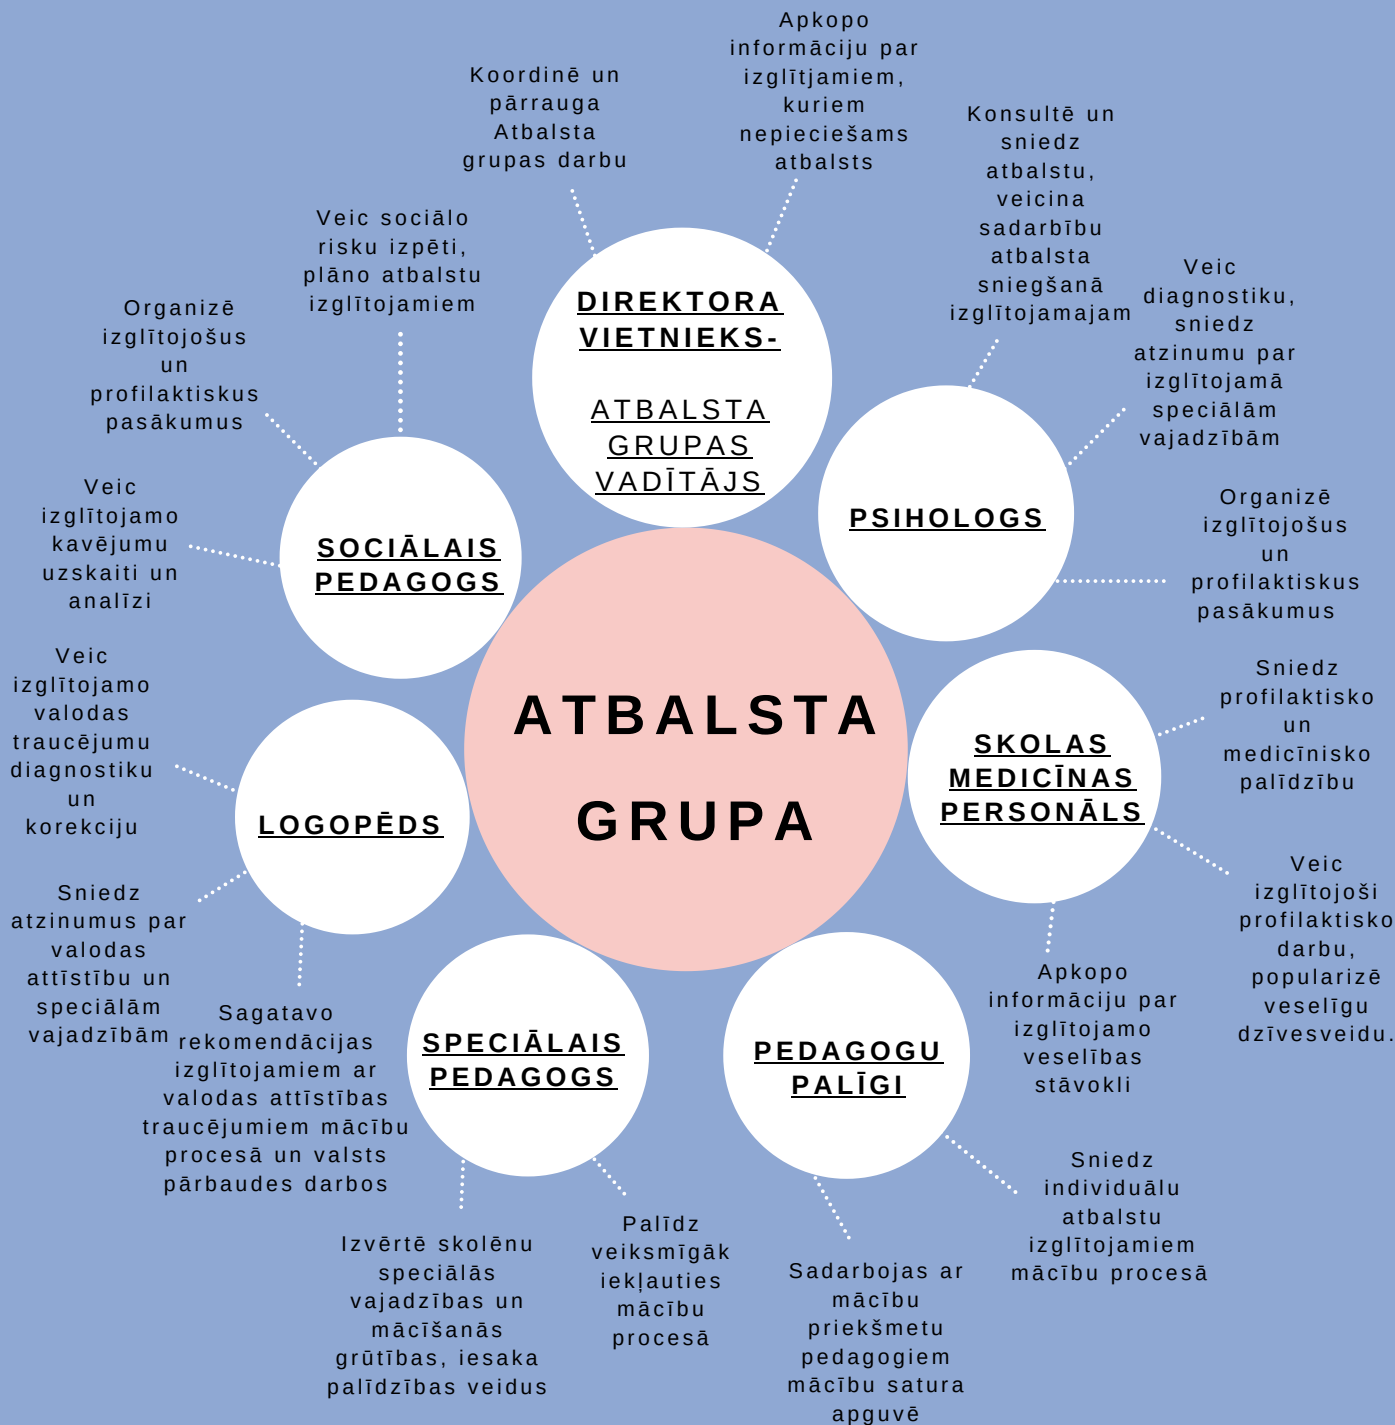 Apkopo
informāciju par
izglītjamiem,
kuriem
nepieciešams
atbalsts
Koordinē un
pārrauga
Atbalsta
grupas darbu
Konsultē un
sniedz
atbalstu,
veicina
sadarbību
atbalsta
sniegšanā
izglītojamajam
Veic sociālo
risku izpēti,
plāno atbalstu
izglītojamiem
Veic
diagnostiku,
sniedz
atzinumu par
izglītojamā
speciālām
vajadzībām
Organizē
izglītojošus
un
profilaktiskus
pasākumus
DIREKTORA
VIETNIEKS-
ATBALSTA
GRUPAS
VADĪTĀJS
PSIHOLOGS
Organizē
izglītojošus
un
profilaktiskus
pasākumus
Veic
izglītojamo
kavējumu
uzskaiti un
analīzi
SOCIĀLAIS
PEDAGOGS
ATBALSTA
GRUPA
Veic
izglītojamo
valodas
traucējumu
diagnostiku
un
korekciju
LOGOPĒDS
SKOLAS
MEDICĪNAS
PERSONĀLS
Sniedz
profilaktisko
un
medicīnisko
palīdzību
Veic
izglītojoši
profilaktisko
darbu,
popularizē
veselīgu
dzīvesveidu.
Sniedz
atzinumus par
valodas
attīstību un
speciālām
vajadzībām
Sagatavo
rekomendācijas
izglītojamiem ar
valodas attīstības
traucējumiem mācību
procesā un valsts
pārbaudes darbos
SPECIĀLAIS
PEDAGOGS
PEDAGOGU
PALĪGI
Apkopo
informāciju par
izglītojamo
veselības
stāvokli
Izvērtē skolēnu
speciālās
vajadzības un
mācīšanās
grūtības, iesaka
palīdzības veidus
Palīdz
veiksmīgāk
iekļauties
mācību
procesā
Sadarbojas ar
mācību
priekšmetu
pedagogiem
mācību satura
apguvē
Sniedz
individuālu
atbalstu
izglītojamiem
mācību procesā